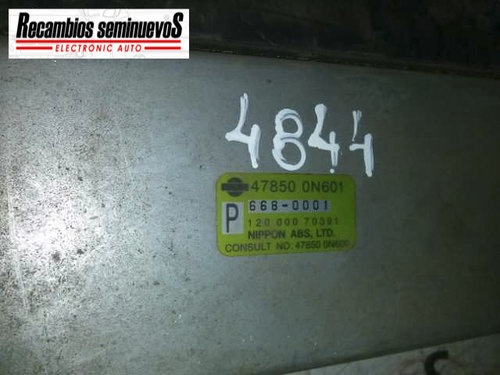 Recambios seminuevoS
ELECTRONIC AUTO
4844
47850 0N601
P
668-0001
120 000 70391
NIPPON ABS, LTD.
CONSULT NO. 47850 0N600